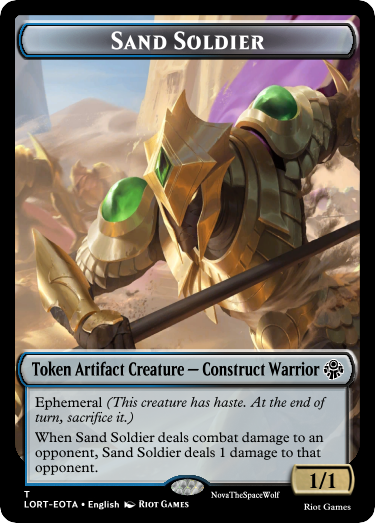 SAND SOLDIER
Token Artifact Creature — Construct Warrior
Ephemeral (This creature has haste. At the end of
turn, sacrifice it.)
When Sand Soldier deals combat damage to an
opponent, Sand Soldier deals 1 damage to that
opponent.
1/1
T
LORT-EOTA • English RIOT GAMES
NovaTheSpaceWolf
Riot Games